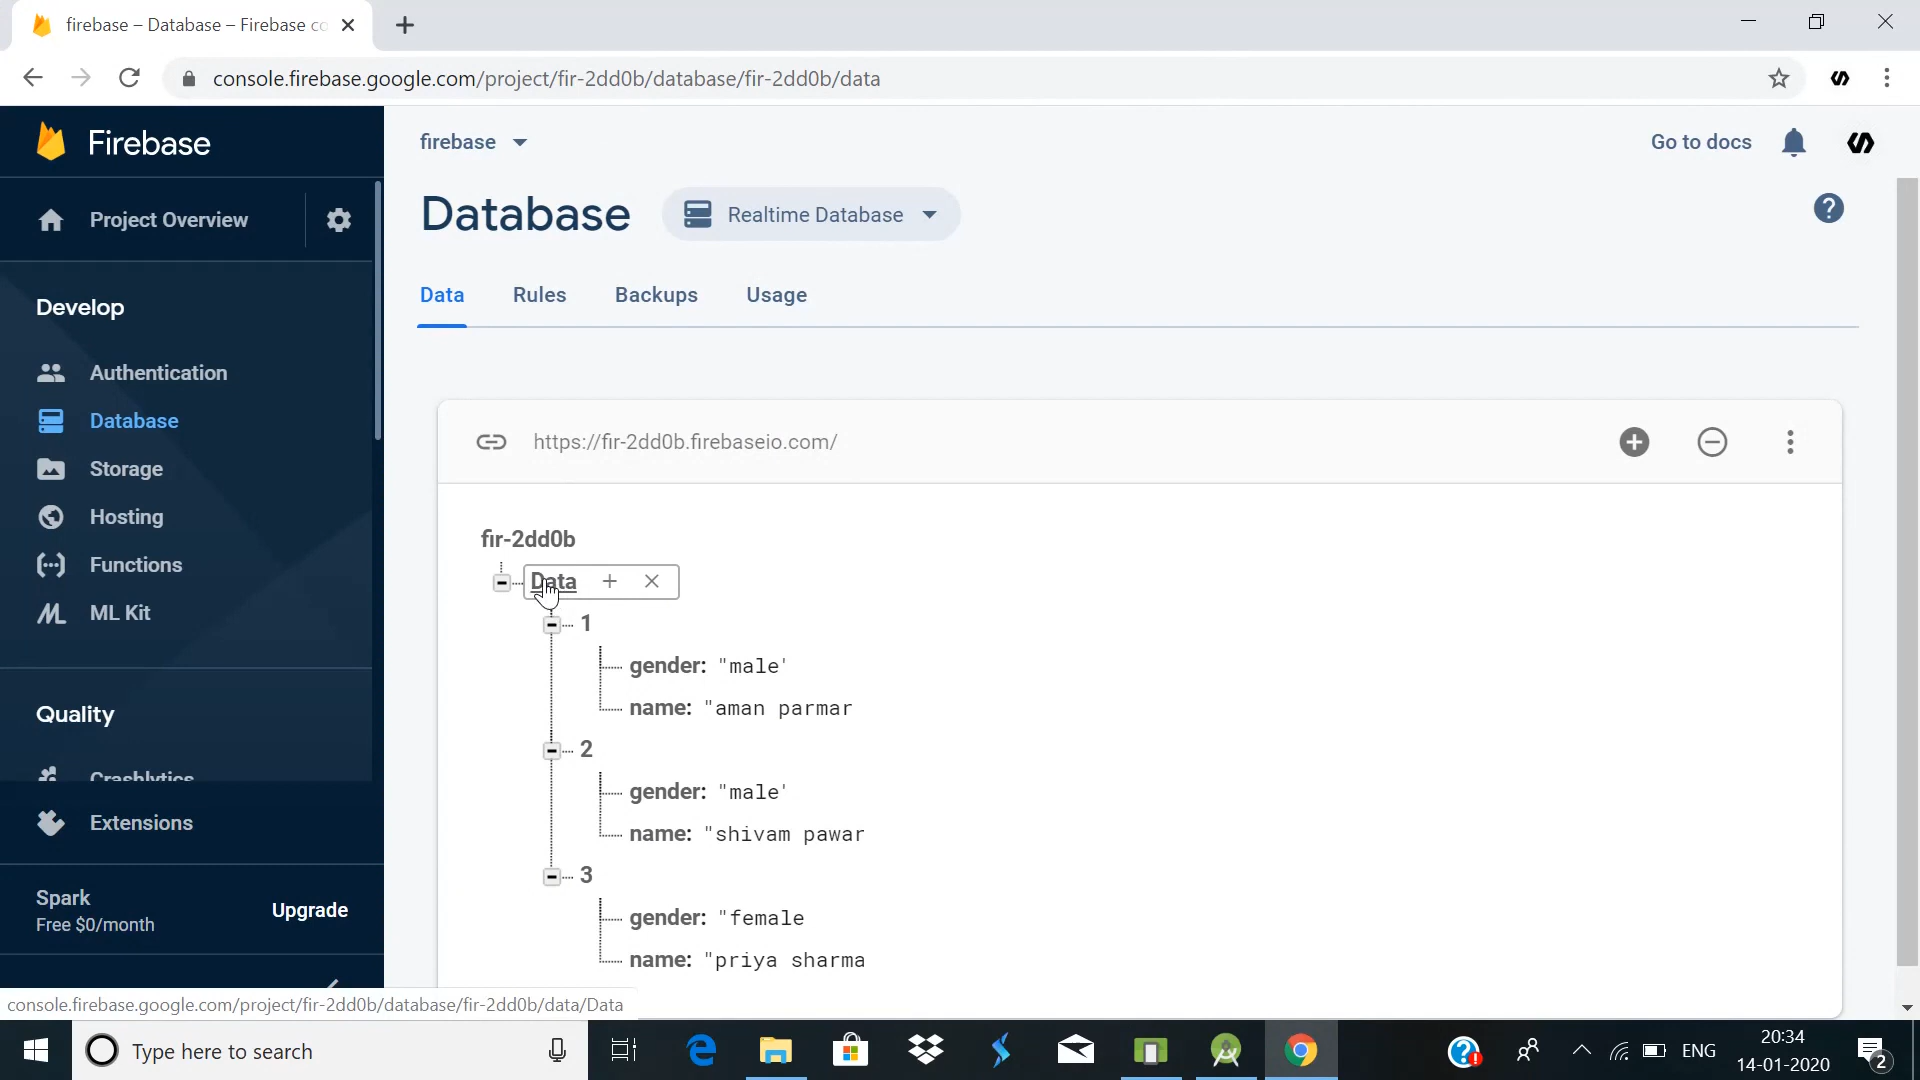 firebase – Database – Firebase co
console.firebase.google.com/project/fir-2dd0b/database/fir-2dd0b/data
Firebase
firebase
Go to docs
Project Overview
Database
Realtime Database
Data
Rules
Backups
Usage
Develop
Authentication
Database
Storage
Hosting
Functions
ML Kit
Quality
Crashlytics
Extensions
Spark
Free $0/month
Upgrade
https://fir-2dd0b.firebaseio.com/
fir-2dd0b
Data
1
gender: "male'
name: "aman parmar
2
gender: "male'
name: "shivam pawar
3
gender: "female
name: "priya sharma
console.firebase.google.com/project/fir-2dd0b/database/fir-2dd0b/data/Data
Type here to search
ENG
20:34
14-01-2020
2